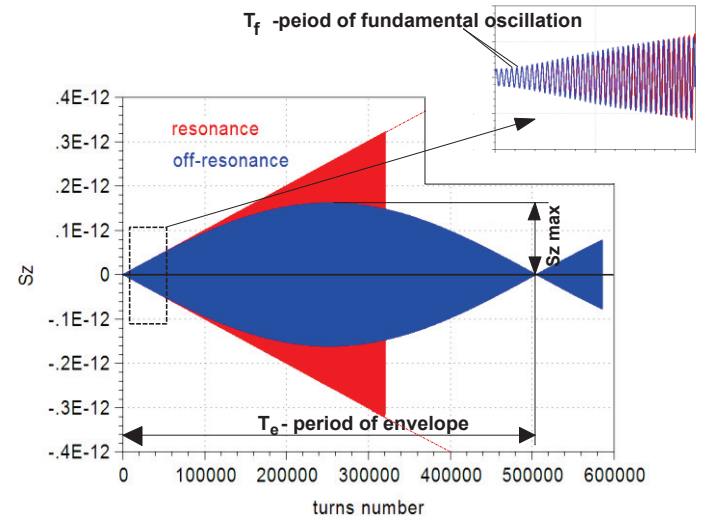 T_f -peiod of fundamental oscillation
.4E-12
.3E-12
resonance
off-resonance
.2E-12
.1E-12
Sz max
Sz
0
-.1E-12
-.2E-12
-.3E-12
T_e - period of envelope
-.4E-12
0 100000 200000 300000 400000 500000 600000
turns number